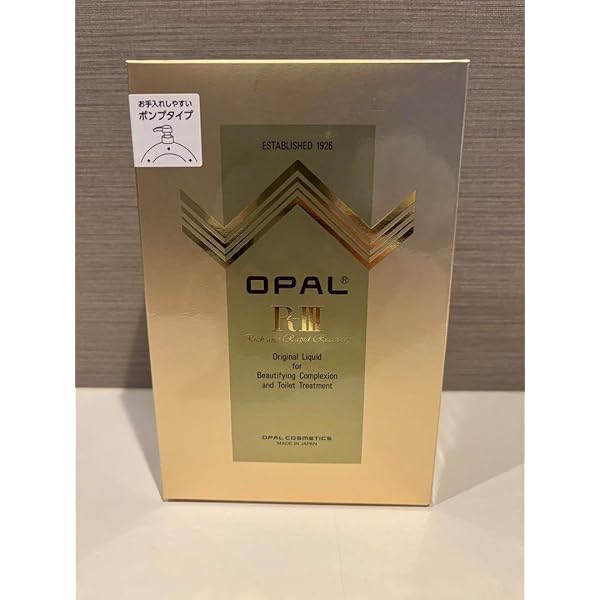 お手入れしやすい
ポンプタイプ
ESTABLISHED 1926
OPAL®
R-III
Rich and Rapid Recovery
Original Liquid
for
Beautifying Complexion
and Toilet Treatment
OPAL COSMETICS
MADE IN JAPAN